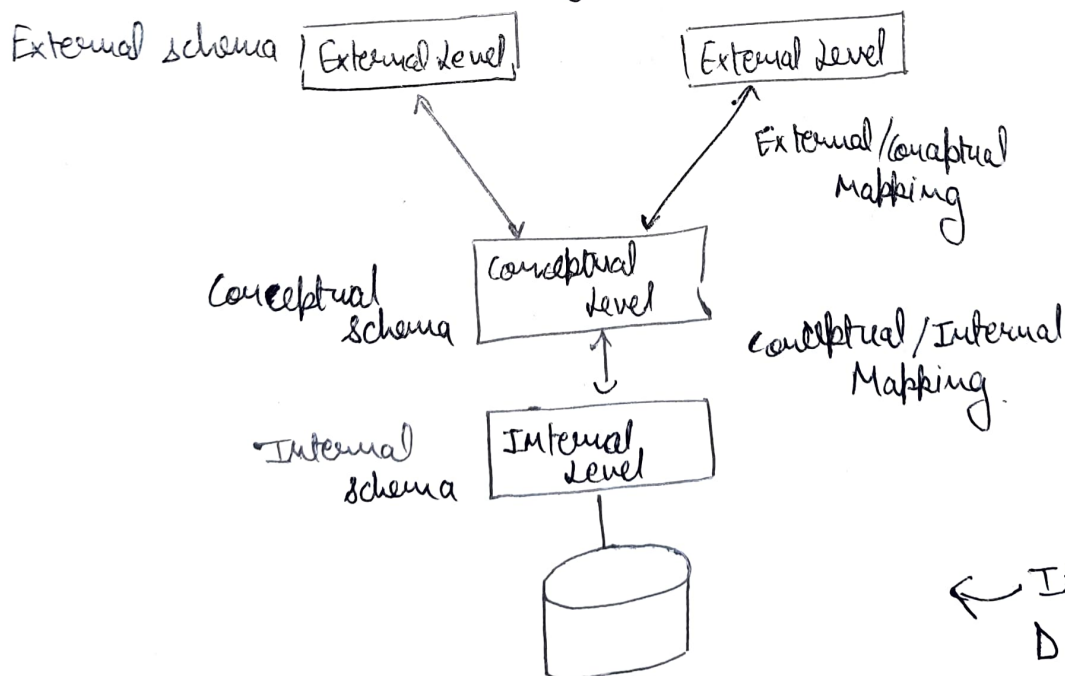 External schema
External Level
External Level
External/Conceptual
Mapping
Conceptual
Level
Conceptual
Schema
Conceptual/Internal
Mapping.
Internal
Level
Internal
schema
D